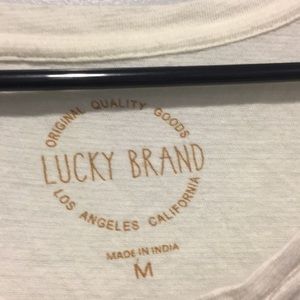 ORIGINAL QUALITY GOODS
LUCKY BRAND
LOS ANGELES CALIFORNIA
MADE IN INDIA
M